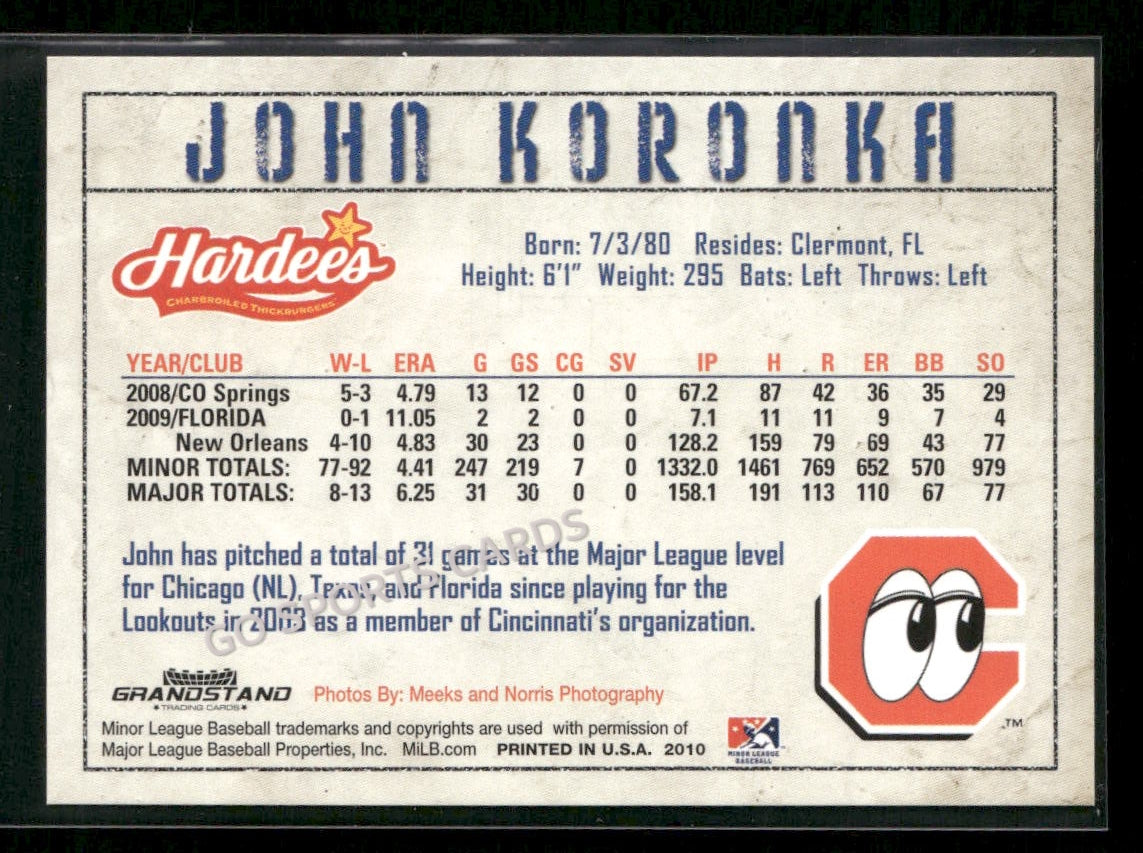 JOHN KORONKA
Hardee's
CHARBROILED THICKBURGERS
Born: 7/3/80 Resides: Clermont, FL
Height: 6'1" Weight: 295 Bats: Left Throws: Left
YEAR/CLUB W-L ERA G GS CG SV IP H R ER BB SO
2008/CO Springs 5-3 4.79 13 12 0 0 67.2 87 42 36 35 29
2009/FLORIDA 0-1 11.05 2 2 0 0 7.1 11 11 9 7 4
New Orleans 4-10 4.83 30 23 0 0 128.2 159 79 69 43 77
MINOR TOTALS: 77-92 4.41 247 219 7 0 1332.0 1461 769 652 570 979
MAJOR TOTALS: 8-13 6.25 31 30 0 0 158.1 191 113 110 67 77
John has pitched a total of 31 games at the Major League level
for Chicago (NL), Texas, and Florida since playing for the
Lookouts in 2003 as a member of Cincinnati's organization.
GO SPORTS CARDS
GRANDSTAND
TRADING CARDS
Photos By: Meeks and Norris Photography
Minor League Baseball trademarks and copyrights are used with permission of
Major League Baseball Properties, Inc. MiLB.com PRINTED IN U.S.A. 2010
MINOR LEAGUE
BASEBALL
C
TM